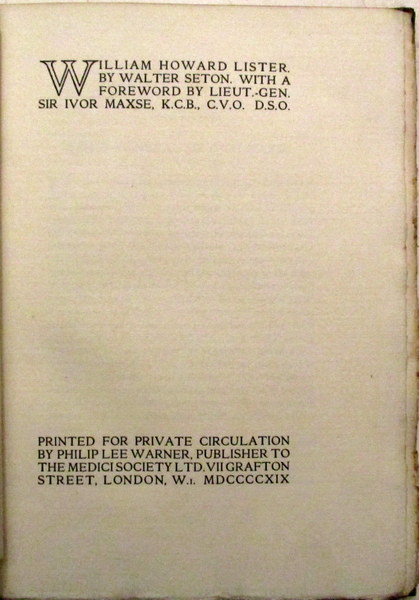 WILLIAM HOWARD LISTER.
BY WALTER SETON. WITH A
FOREWORD BY LIEUT.-GEN.
SIR IVOR MAXSE, K.C.B., C.V.O. D.S.O.
PRINTED FOR PRIVATE CIRCULATION
BY PHILIP LEE WARNER, PUBLISHER TO
THE MEDICI SOCIETY LTD. VII GRAFTON
STREET, LONDON, W.1. MDCCCCXIX